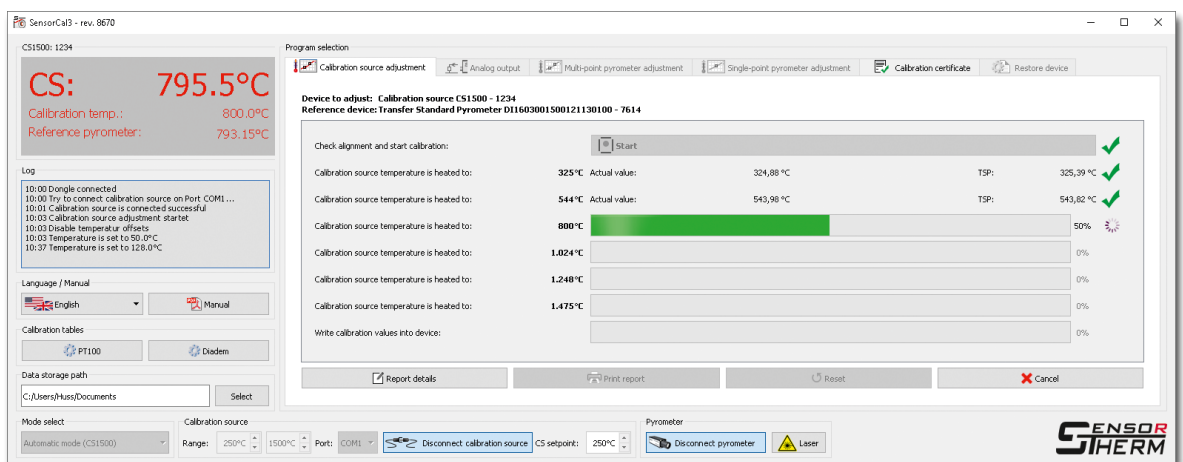 SensorCal3 - rev. 8670
CS1500: 1234
CS: 795.5°C
Calibration temp.: 800.0°C
Reference pyrometer: 793.15°C
Log
10:00 Dongle connected
10:00 Try to connect calibration source on Port COM1...
10:01 Calibration source is connected successful
10:03 Calibration source adjustment startet
10:03 Disable temperatur offsets
10:03 Temperature is set to 50.0°C
10:37 Temperature is set to 128.0°C
Language / Manual
English
Manual
Calibration tables
PT100
Diadem
Data storage path
C:/Users/Huss/Documents
Select
Program selection
Calibration source adjustment
Analog output
Multi-point pyrometer adjustment
Single-point pyrometer adjustment
Calibration certificate
Restore device
Device to adjust: Calibration source CS1500 - 1234
Reference device: Transfer Standard Pyrometer DI1603001500121130100 - 7614
Check alignment and start calibration: Start
Calibration source temperature is heated to: 325°C Actual value: 324,88 °C TSP: 325,39 °C
Calibration source temperature is heated to: 544°C Actual value: 543,98 °C TSP: 543,82 °C
Calibration source temperature is heated to: 800°C 50%
Calibration source temperature is heated to: 1.024°C 0%
Calibration source temperature is heated to: 1.248°C 0%
Calibration source temperature is heated to: 1.475°C 0%
Write calibration values into device: 0%
Report details
Print report
Reset
Cancel
Mode select
Automatic mode (CS1500)
Calibration source
Range: 250°C 1500°C Port: COM1 Disconnect calibration source CS setpoint: 250°C
Pyrometer
Disconnect pyrometer
Laser
SENSOR
THERM